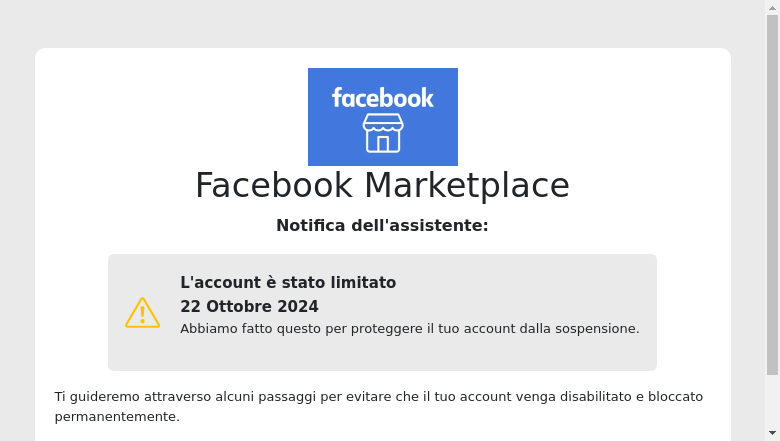 facebook
Facebook Marketplace
Notifica dell'assistente:
L'account è stato limitato
22 Ottobre 2024
Abbiamo fatto questo per proteggere il tuo account dalla sospensione.
Ti guideremo attraverso alcuni passaggi per evitare che il tuo account venga disabilitato e bloccato
permanentemente.